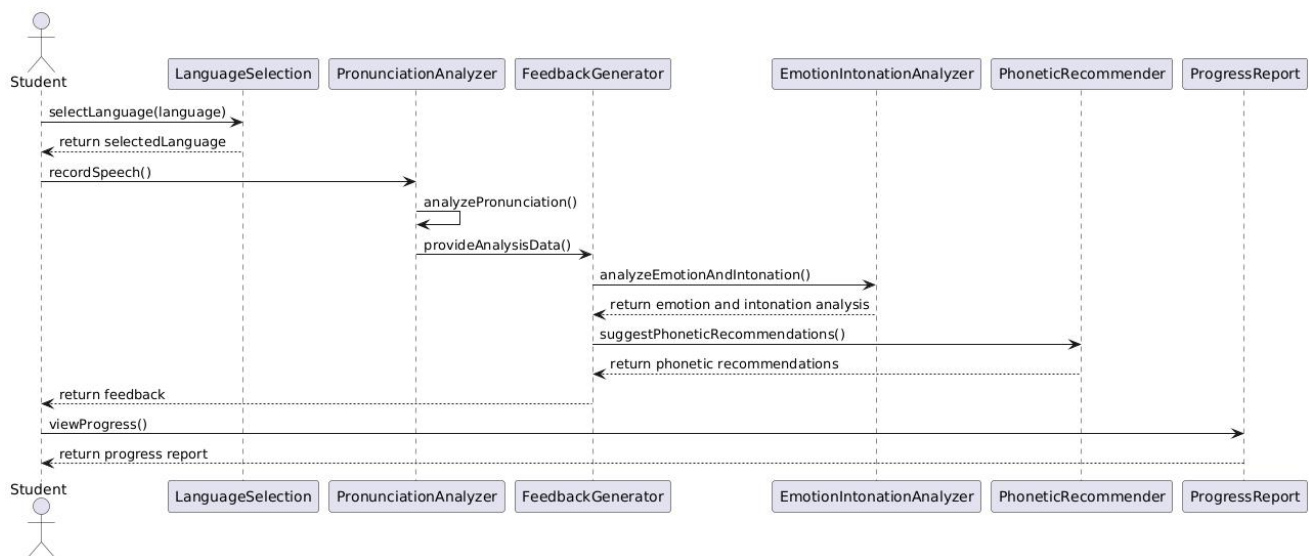 Student
LanguageSelection
PronunciationAnalyzer
FeedbackGenerator
EmotionIntonationAnalyzer
PhoneticRecommender
ProgressReport
selectLanguage(language)
return selectedLanguage
recordSpeech()
analyzePronunciation()
provideAnalysisData()
analyzeEmotionAndIntonation()
return emotion and intonation analysis
suggestPhoneticRecommendations()
return phonetic recommendations
return feedback
viewProgress()
return progress report
Student
LanguageSelection
PronunciationAnalyzer
FeedbackGenerator
EmotionIntonationAnalyzer
PhoneticRecommender
ProgressReport